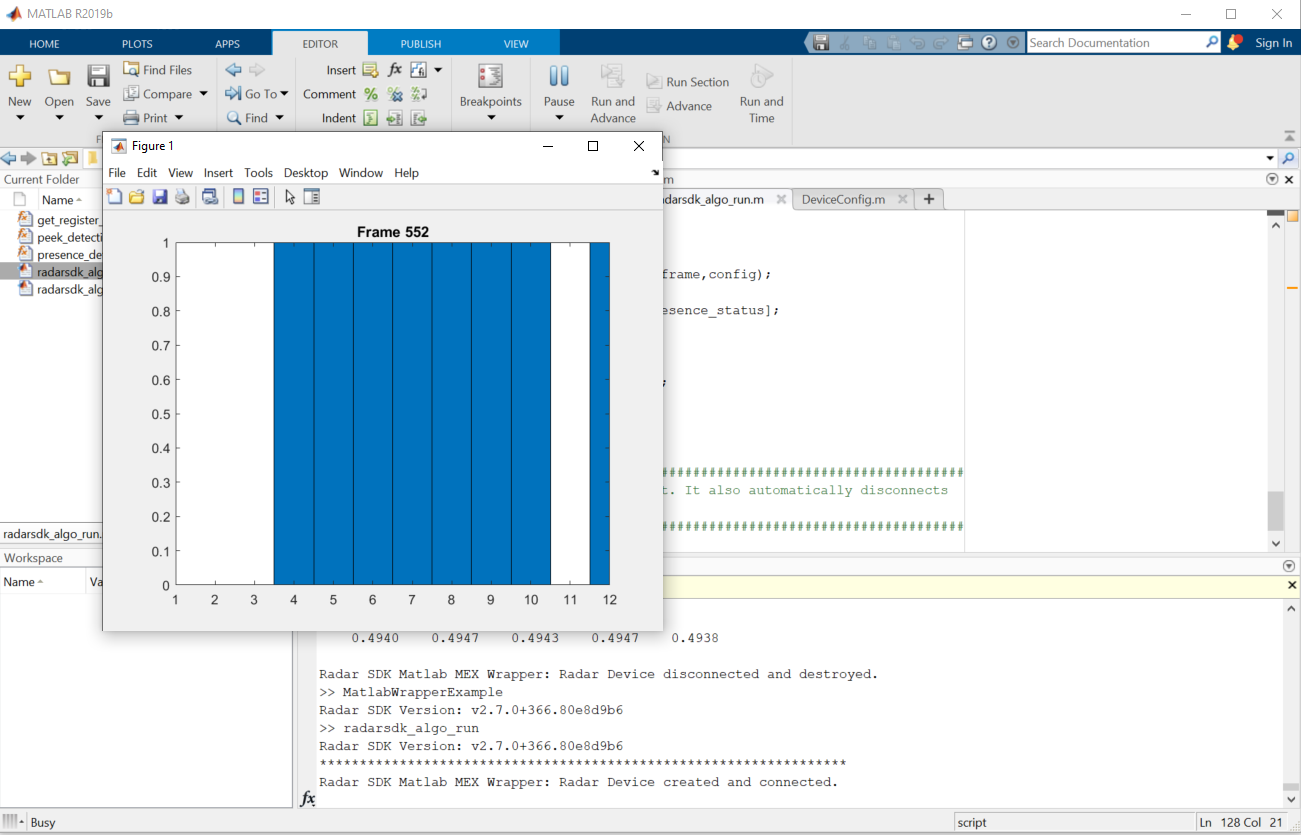 MATLAB R2019b
HOME PLOTS APPS EDITOR PUBLISH VIEW Search Documentation Sign In
New Open Save Find Files Compare Print Go To Find Insert fx Comment Indent Breakpoints Pause Run and Advance Run Section Advance Run and Time
Figure 1
File Edit View Insert Tools Desktop Window Help
Current Folder
Name
get_register_
peek_detecti
presence_de
radarsdk_alg
radarsdk_alg
darsdk_algo_run.m DeviceConfig.m
Frame 552
1
0.9
0.8
0.7
0.6
0.5
0.4
0.3
0.2
0.1
0
1 2 3 4 5 6 7 8 9 10 11 12
frame,config);
esence_status];
;
######################################
t. It also automatically disconnects
######################################
radarsdk_algo_run.
Workspace
Name Va
0.4940 0.4947 0.4943 0.4947 0.4938
Radar SDK Matlab MEX Wrapper: Radar Device disconnected and destroyed.
>> MatlabWrapperExample
Radar SDK Version: v2.7.0+366.80e8d9b6
>> radarsdk_algo_run
Radar SDK Version: v2.7.0+366.80e8d9b6
******************************************************************
Radar SDK Matlab MEX Wrapper: Radar Device created and connected.
fx
Busy script Ln 128 Col 21